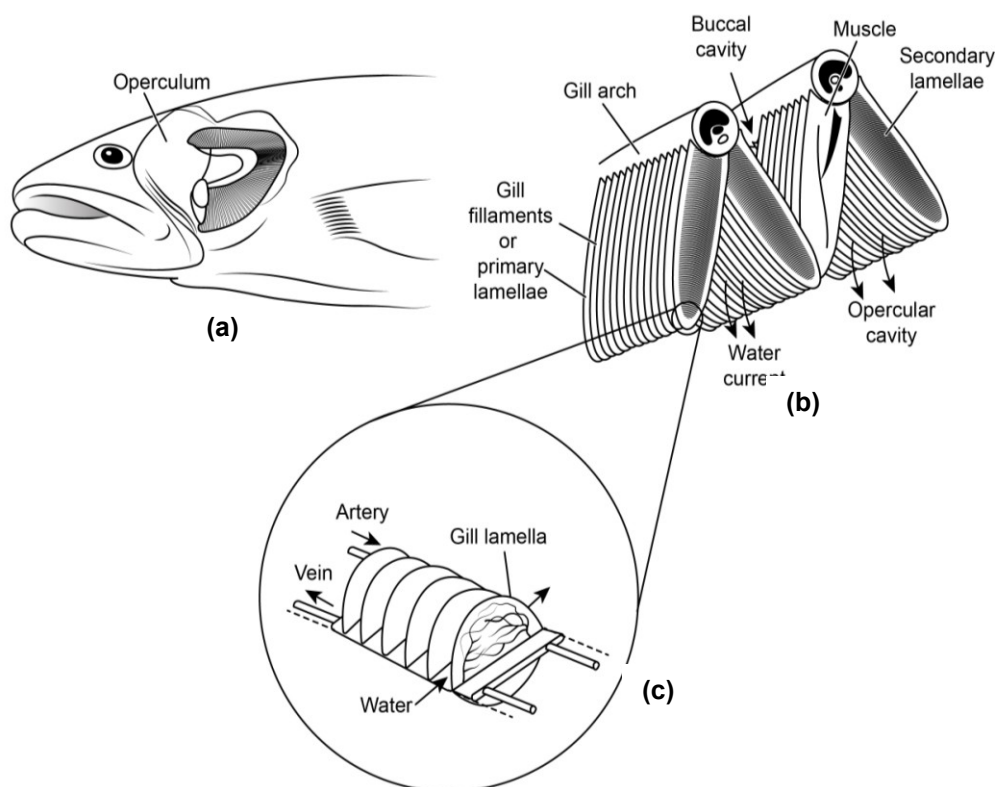 Operculum
(a)
Buccal
cavity
Muscle
Secondary
lamellae
Gill arch
Gill
fillaments
or
primary
lamellae
Water
Opercular
cavity
(b)
Artery
Gill lamella
Vein
Water
(c)